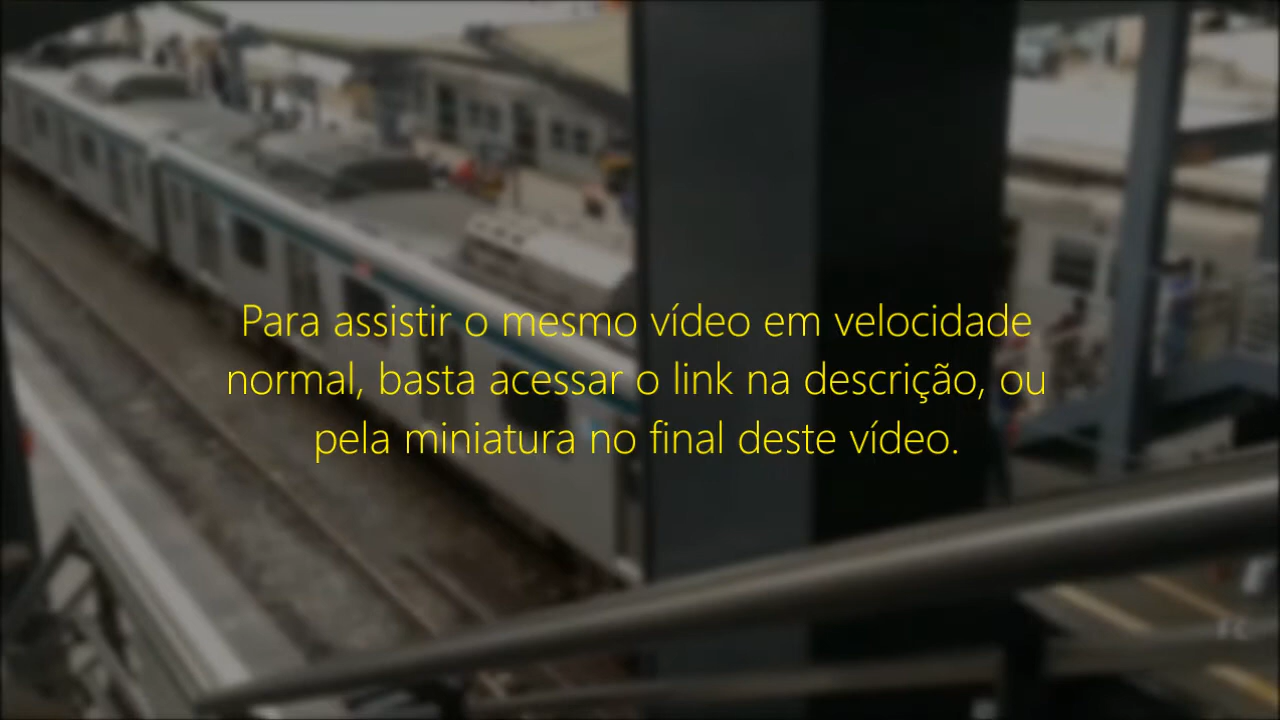 Para assistir o mesmo vídeo em velocidade
normal, basta acessar o link na descrição, ou
pela miniatura no final deste vídeo.
FC